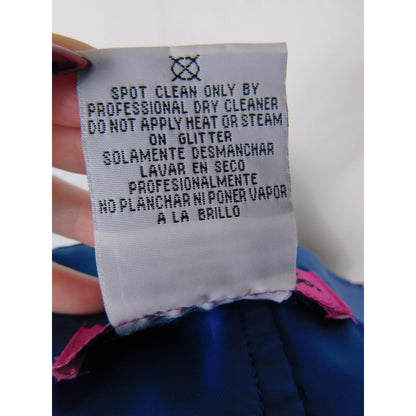 SPOT CLEAN ONLY BY
PROFESSIONAL DRY CLEANER
DO NOT APPLY HEAT OR STEAM
ON GLITTER
SOLAMENTE DESMANCHAR
LAVAR EN SECO
PROFESIONALMENTE
NO PLANCHAR NI PONER VAPOR
A LA BRILLO